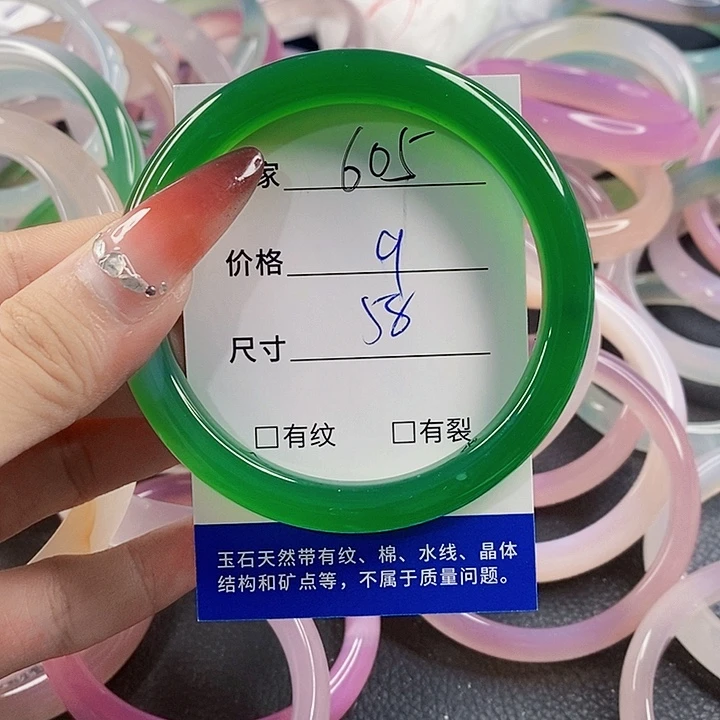 家 605
价格 9
尺寸 58
□有纹 □有裂
玉石天然带有纹、棉、水线、晶体
结构和矿点等，不属于质量问题。